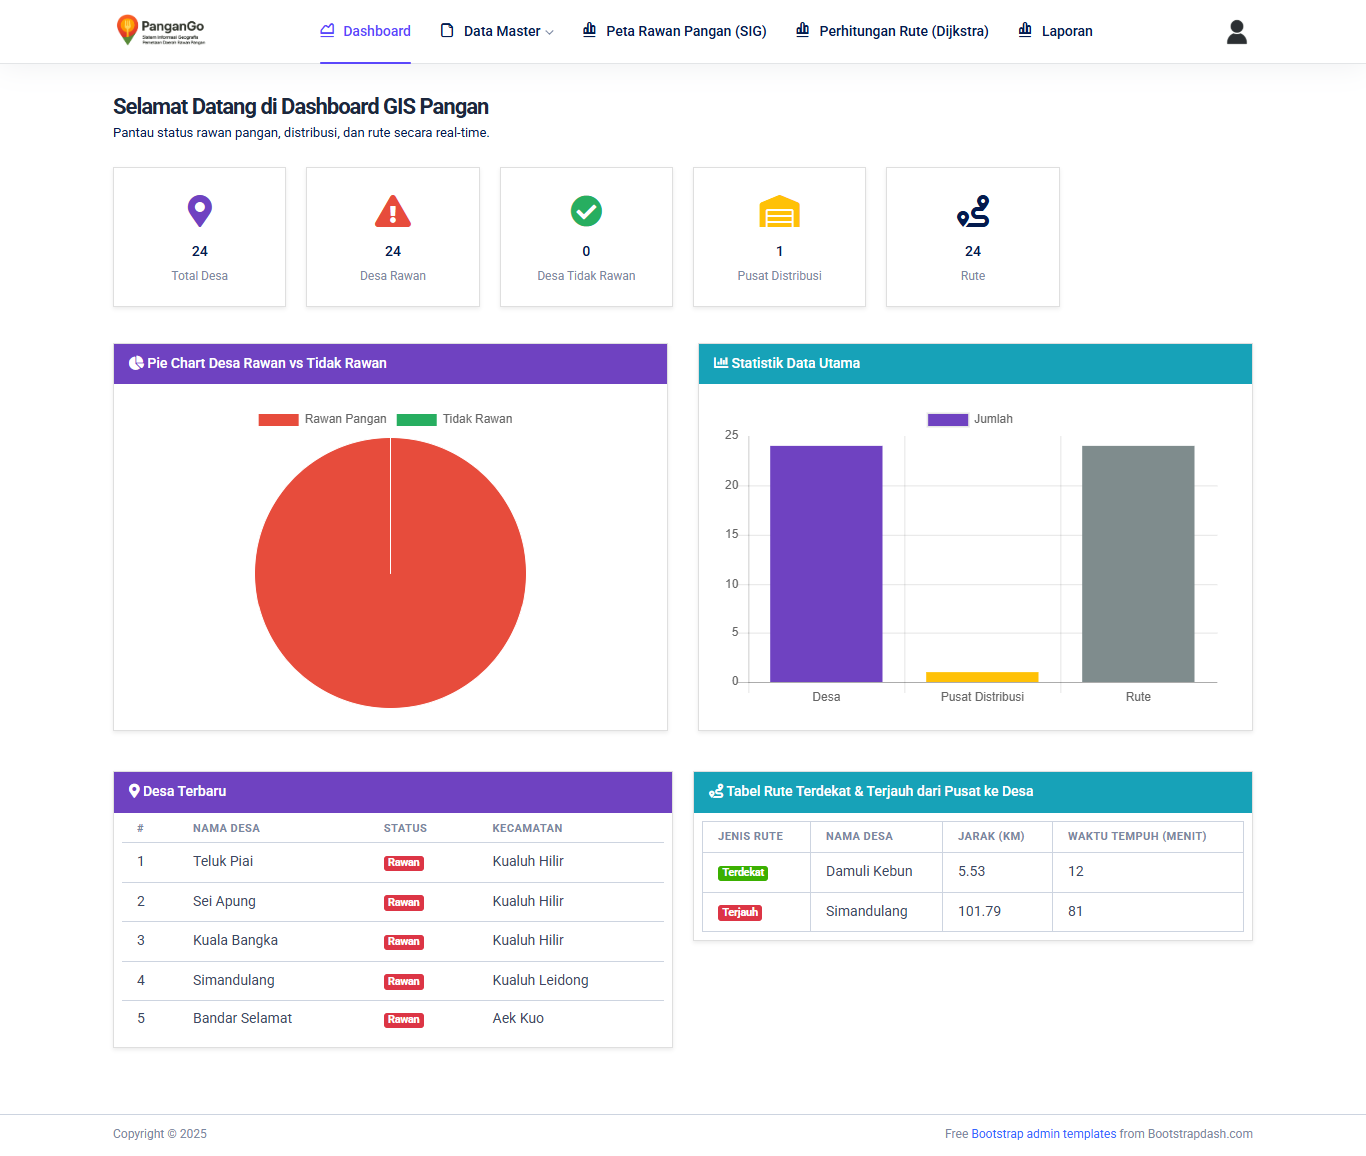 PanganGo
Sistem Informasi Geografis
Pemetaan Daerah Rawan Pangan
Dashboard
Data Master
Peta Rawan Pangan (SIG)
Perhitungan Rute (Dijkstra)
Laporan
Selamat Datang di Dashboard GIS Pangan
Pantau status rawan pangan, distribusi, dan rute secara real-time.
24
Total Desa
24
Desa Rawan
0
Desa Tidak Rawan
1
Pusat Distribusi
24
Rute
Pie Chart Desa Rawan vs Tidak Rawan
Rawan Pangan
Tidak Rawan
Statistik Data Utama
Jumlah
25
20
15
10
5
0
Desa
Pusat Distribusi
Rute
Desa Terbaru
# NAMA DESA STATUS KECAMATAN
1 Teluk Piai Rawan Kualuh Hilir
2 Sei Apung Rawan Kualuh Hilir
3 Kuala Bangka Rawan Kualuh Hilir
4 Simandulang Rawan Kualuh Leidong
5 Bandar Selamat Rawan Aek Kuo
Tabel Rute Terdekat & Terjauh dari Pusat ke Desa
JENIS RUTE NAMA DESA JARAK (KM) WAKTU TEMPUH (MENIT)
Terdekat Damuli Kebun 5.53 12
Terjauh Simandulang 101.79 81
Copyright © 2025
Free Bootstrap admin templates from Bootstrapdash.com